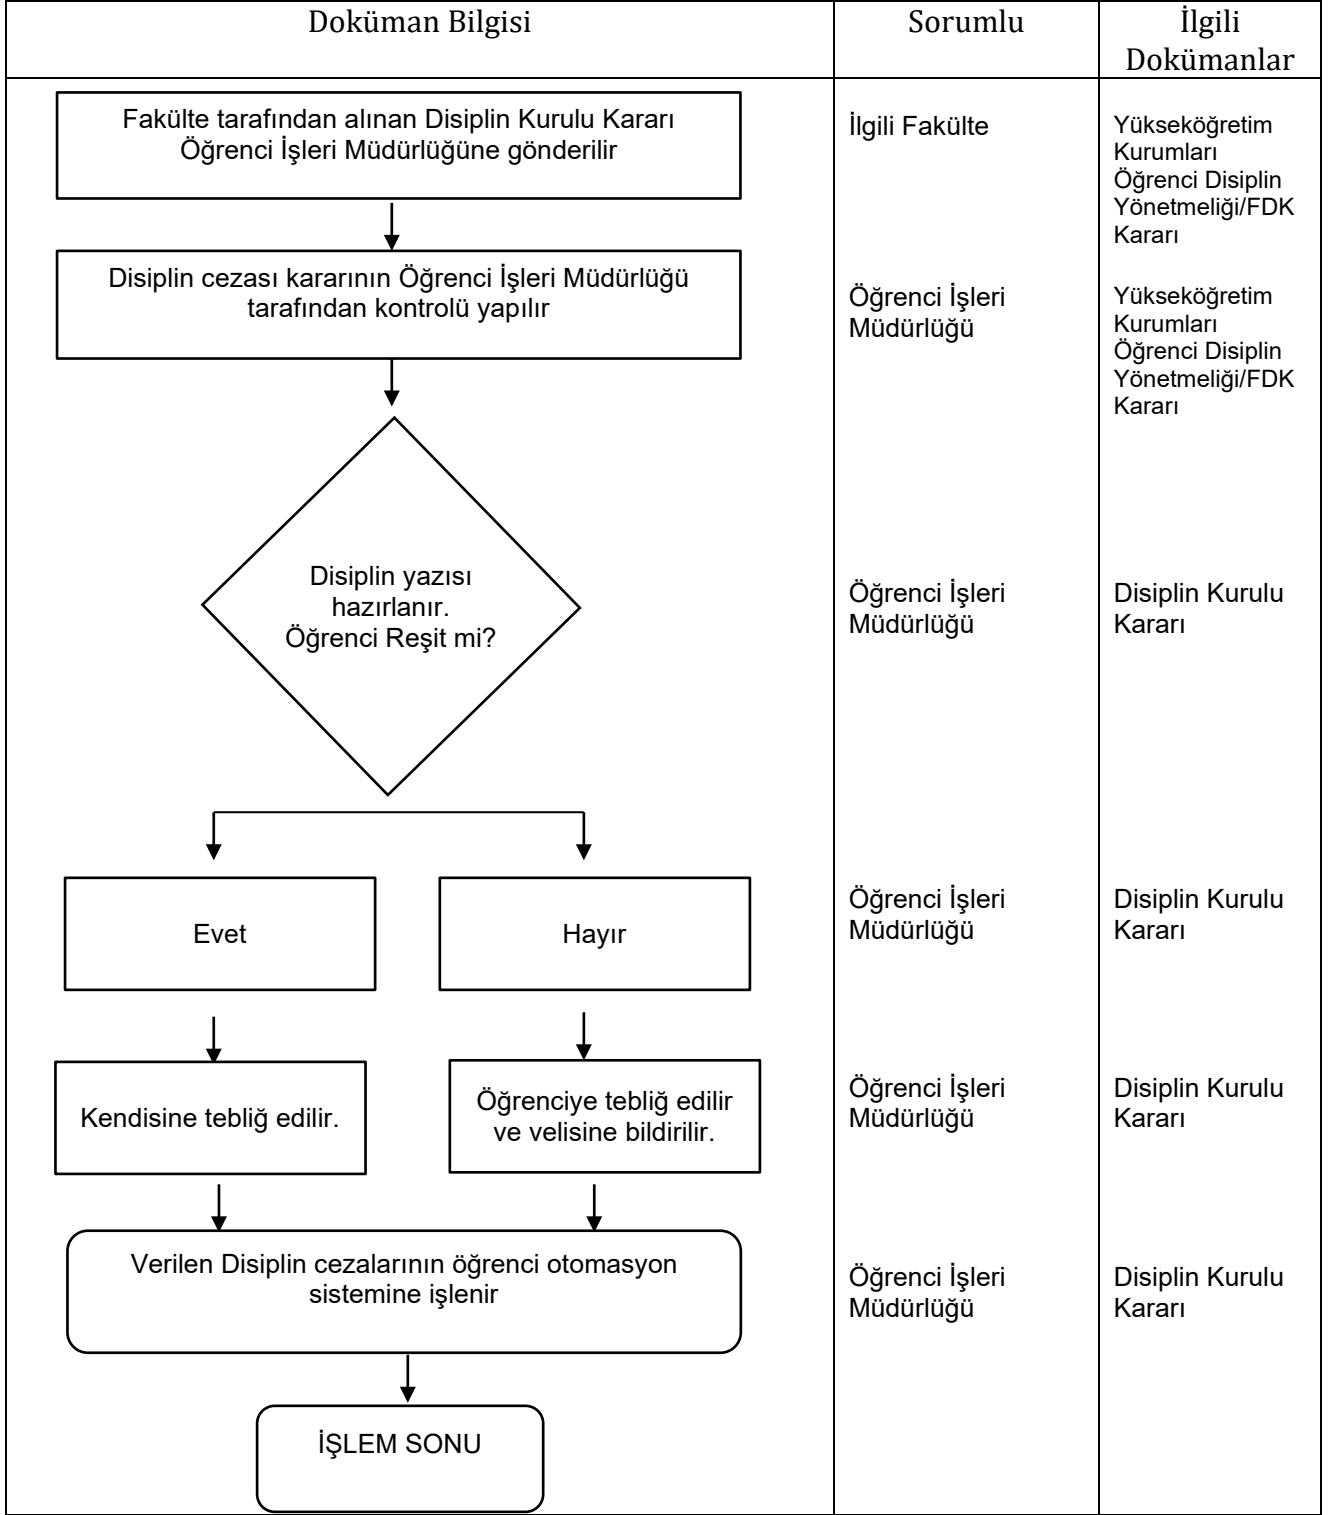 Doküman Bilgisi
Sorumlu
İlgili
Dokümanlar
Fakülte tarafından alınan Disiplin Kurulu Kararı
Öğrenci İşleri Müdürlüğüne gönderilir
İlgili Fakülte
Yükseköğretim
Kurumları
Öğrenci Disiplin
Yönetmeliği/FDK
Kararı
Disiplin cezası kararının Öğrenci İşleri Müdürlüğü
tarafından kontrolü yapılır
Öğrenci İşleri
Müdürlüğü
Yükseköğretim
Kurumları
Öğrenci Disiplin
Yönetmeliği/FDK
Kararı
Disiplin yazısı
hazırlanır.
Öğrenci Reşit mi?
Öğrenci İşleri
Müdürlüğü
Disiplin Kurulu
Kararı
Evet
Hayır
Öğrenci İşleri
Müdürlüğü
Disiplin Kurulu
Kararı
Kendisine tebliğ edilir.
Öğrenciye tebliğ edilir
ve velisine bildirilir.
Öğrenci İşleri
Müdürlüğü
Disiplin Kurulu
Kararı
Verilen Disiplin cezalarının öğrenci otomasyon
sistemine işlenir
Öğrenci İşleri
Müdürlüğü
Disiplin Kurulu
Kararı
İŞLEM SONU